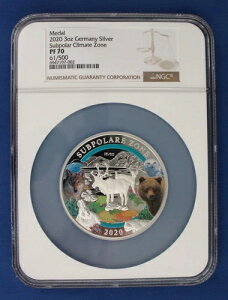 Medal
2020 3oz Germany Silver
Subpolar Climate Zone
PF 70
61/500
NUMISMATIC GUARANTY CORPORATION
NGC
SUBPOLARE ZONE
2020